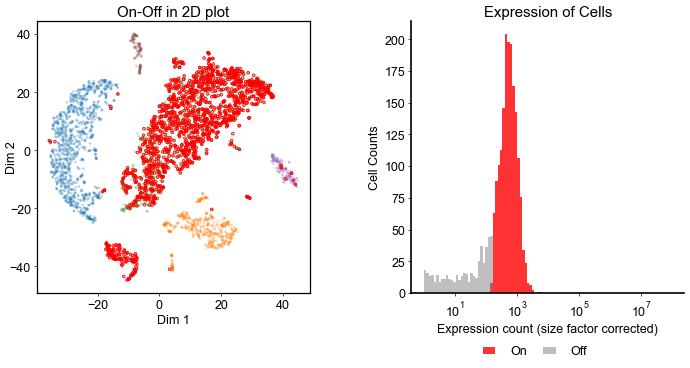 On-Off in 2D plot
40
20
0
−20
−40
Dim 2
−20
0
20
40
Dim 1
Expression of Cells
200
175
150
125
100
75
50
25
0
Cell Counts
10^1
10^3
10^5
10^7
Expression count (size factor corrected)
On
Off